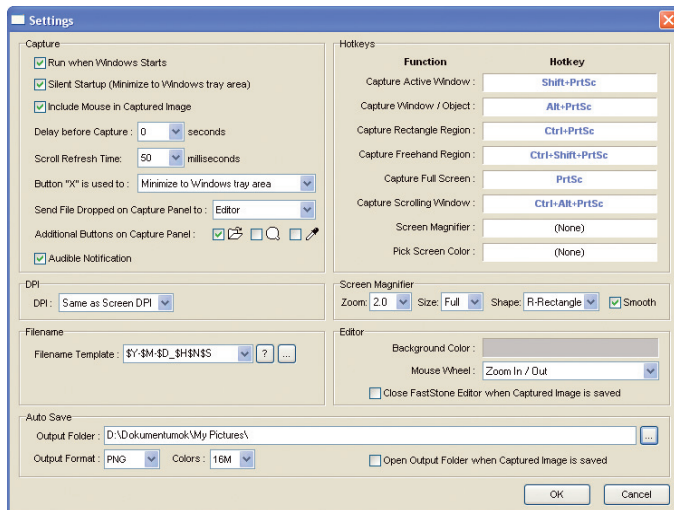 Settings
Capture
Run when Windows Starts
Silent Startup (Minimize to Windows tray area)
Include Mouse in Captured Image
Delay before Capture : 0 seconds
Scroll Refresh Time: 50 milliseconds
Button "X" is used to : Minimize to Windows tray area
Send File Dropped on Capture Panel to : Editor
Additional Buttons on Capture Panel :
Audible Notification
Hotkeys
Function Hotkey
Capture Active Window : Shift+PrtSc
Capture Window / Object : Alt+PrtSc
Capture Rectangle Region : Ctrl+PrtSc
Capture Freehand Region : Ctrl+Shift+PrtSc
Capture Full Screen : PrtSc
Capture Scrolling Window : Ctrl+Alt+PrtSc
Screen Magnifier : (None)
Pick Screen Color : (None)
DPI
DPI : Same as Screen DPI
Screen Magnifier
Zoom: 2.0 Size: Full Shape: R-Rectangle Smooth
Filename
Filename Template : $Y-$M-$D_$H$N$S ? ...
Editor
Background Color :
Mouse Wheel : Zoom In / Out
Close FastStone Editor when Captured Image is saved
Auto Save
Output Folder : D:\Dokumentumok\My Pictures\ ...
Output Format : PNG Colors : 16M Open Output Folder when Captured Image is saved
OK Cancel